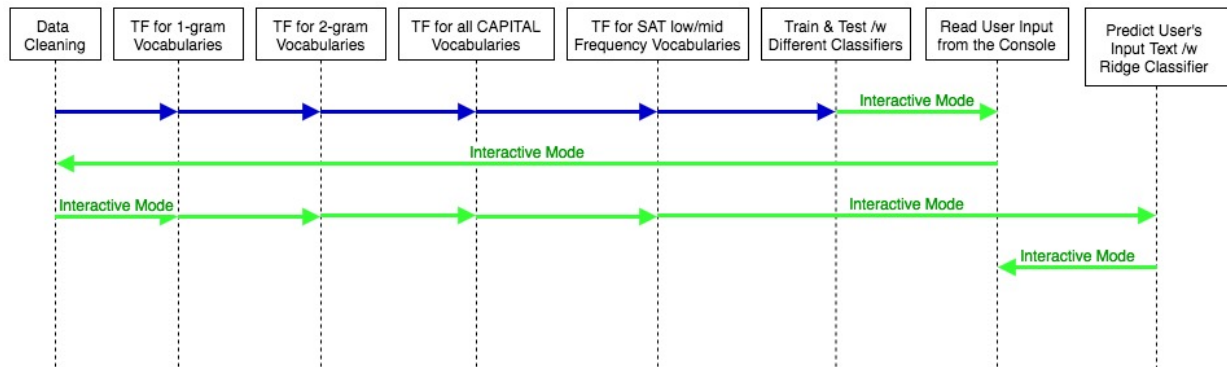 Data
Cleaning
TF for 1-gram
Vocabularies
TF for 2-gram
Vocabularies
TF for all CAPITAL
Vocabularies
TF for SAT low/mid
Frequency Vocabularies
Train & Test /w
Different Classifiers
Read User Input
from the Console
Predict User's
Input Text /w
Ridge Classifier
Interactive Mode
Interactive Mode
Interactive Mode
Interactive Mode
Interactive Mode